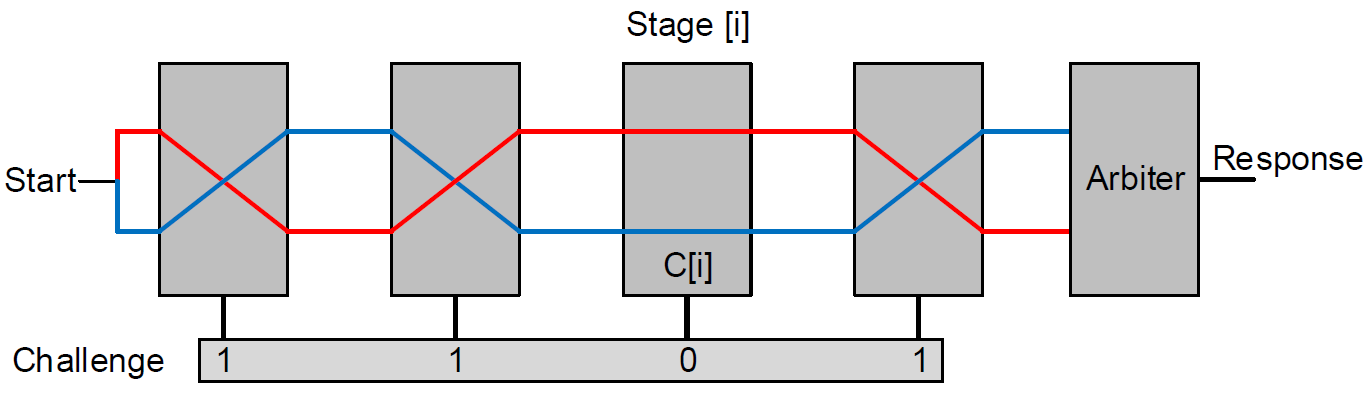 Stage [i]
Start
Arbiter
Response
C[i]
Challenge 1 1 0 1